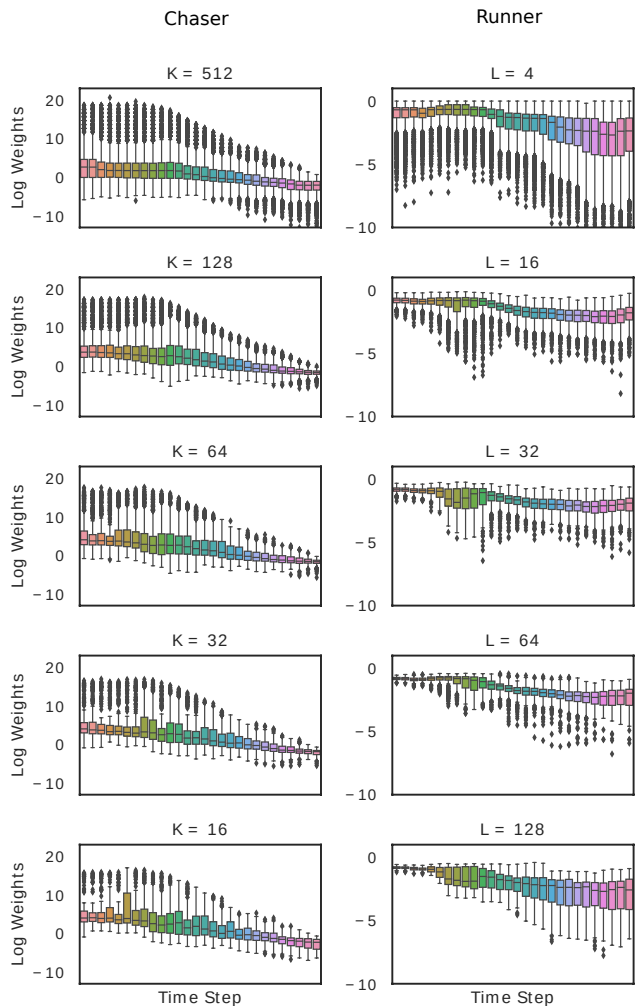 Chaser Runner
K = 512 L = 4
Log Weights
20
10
0
−10
0
−5
−10
K = 128 L = 16
Log Weights
20
10
0
−10
0
−5
−10
K = 64 L = 32
Log Weights
20
10
0
−10
0
−5
−10
K = 32 L = 64
Log Weights
20
10
0
−10
0
−5
−10
K = 16 L = 128
Log Weights
20
10
0
−10
0
−5
−10
Time Step Time Step